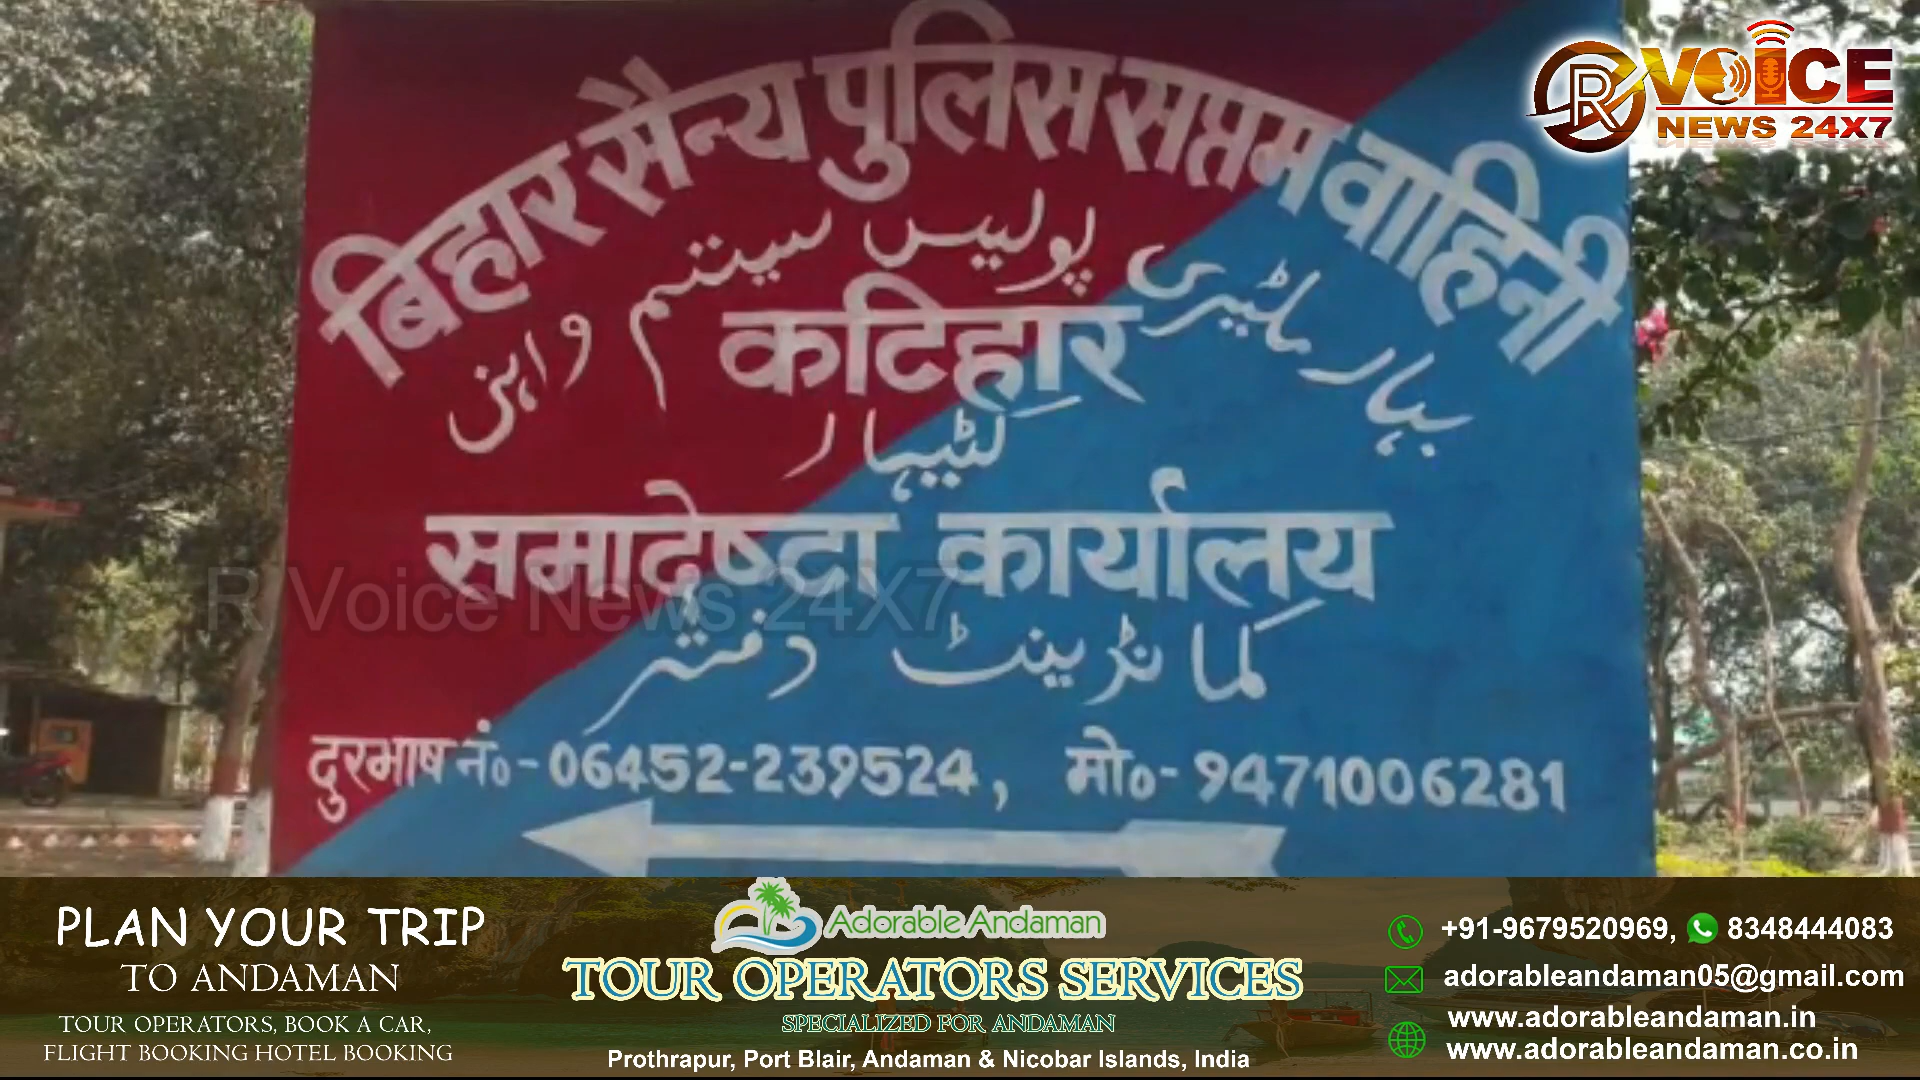 R VOICE
NEWS 24X7
बिहार सैन्य पुलिस सप्तम वाहिनी
بہار ملیٹری پولیس سیتنم واہنی
कटिहार
کٹیہار
समादेष्टा कार्यालय
R Voice News 24X7
کمانڈینٹ دفتر
दुरभाष नं०-06452-239524, मो०-9471006281
PLAN YOUR TRIP
TO ANDAMAN
TOUR OPERATORS, BOOK A CAR,
FLIGHT BOOKING HOTEL BOOKING
Adorable Andaman
TOUR OPERATORS SERVICES
SPECIALIZED FOR ANDAMAN
Prothrapur, Port Blair, Andaman & Nicobar Islands, India
+91-9679520969, 8348444083
adorableandaman05@gmail.com
www.adorableandaman.in
www.adorableandaman.co.in